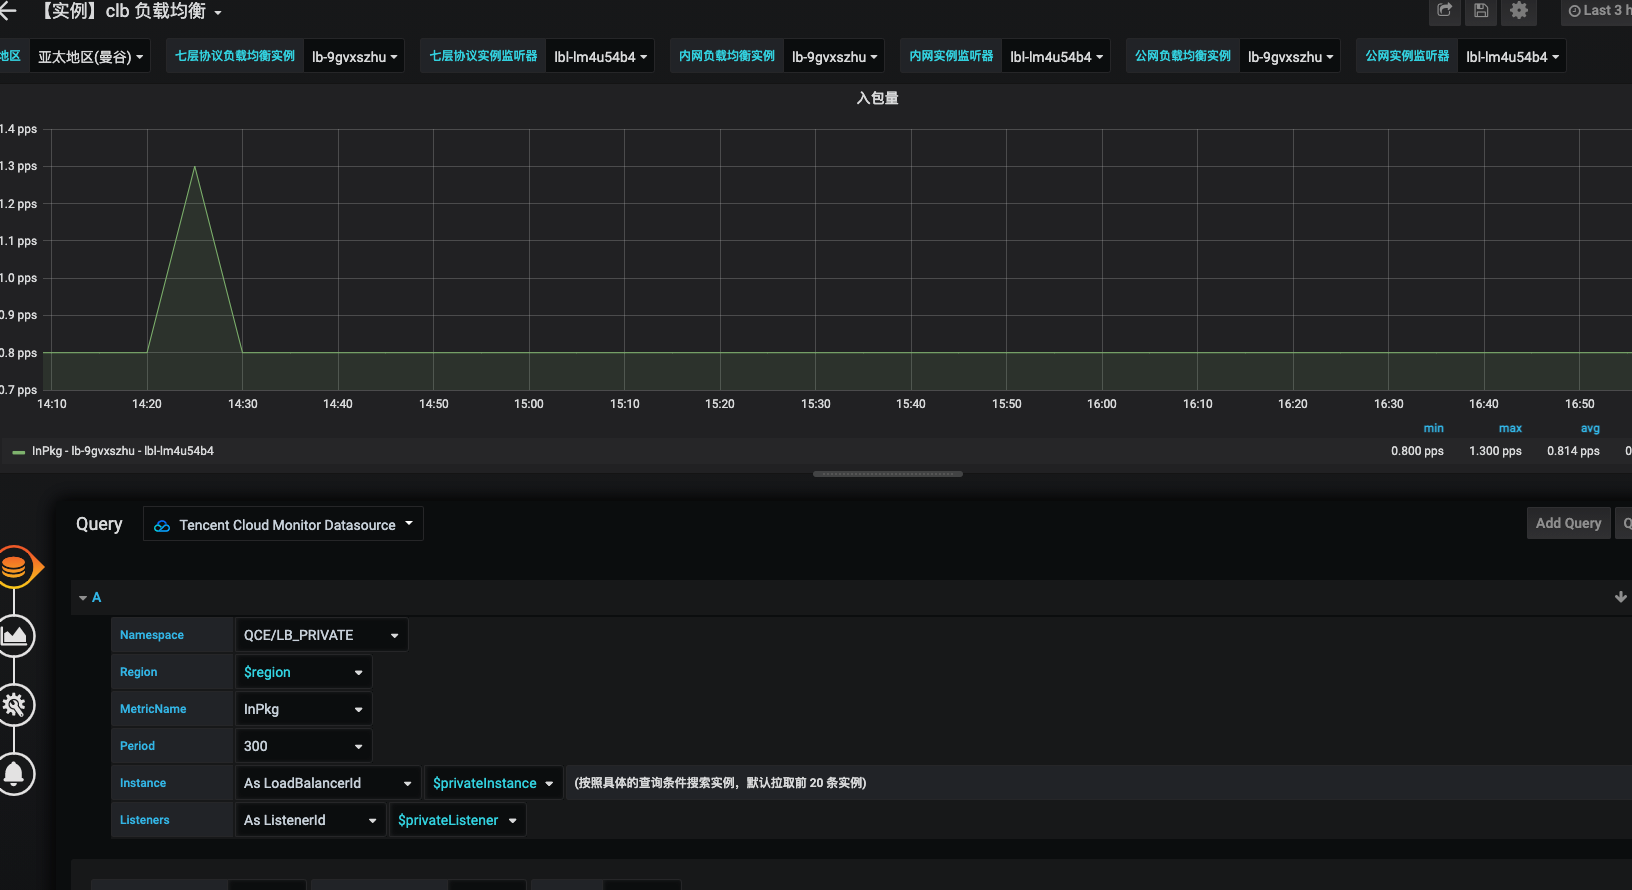 【实例】clb 负载均衡
Last 3 h
地区 亚太地区(曼谷) 七层协议负载均衡实例 lb-9gvxszhu 七层协议实例监听器 lbl-lm4u54b4 内网负载均衡实例 lb-9gvxszhu 内网实例监听器 lbl-lm4u54b4 公网负载均衡实例 lb-9gvxszhu 公网实例监听器 lbl-lm4u54b4
入包量
1.4 pps
1.3 pps
1.2 pps
1.1 pps
1.0 pps
0.9 pps
0.8 pps
0.7 pps
14:10 14:20 14:30 14:40 14:50 15:00 15:10 15:20 15:30 15:40 15:50 16:00 16:10 16:20 16:30 16:40 16:50
min max avg
InPkg - lb-9gvxszhu - lbl-lm4u54b4 0.800 pps 1.300 pps 0.814 pps 0
Query Tencent Cloud Monitor Datasource Add Query Q
A
Namespace QCE/LB_PRIVATE
Region $region
MetricName InPkg
Period 300
Instance As LoadBalancerId $privateInstance (按照具体的查询条件搜索实例，默认拉取前 20 条实例)
Listeners As ListenerId $privateListener